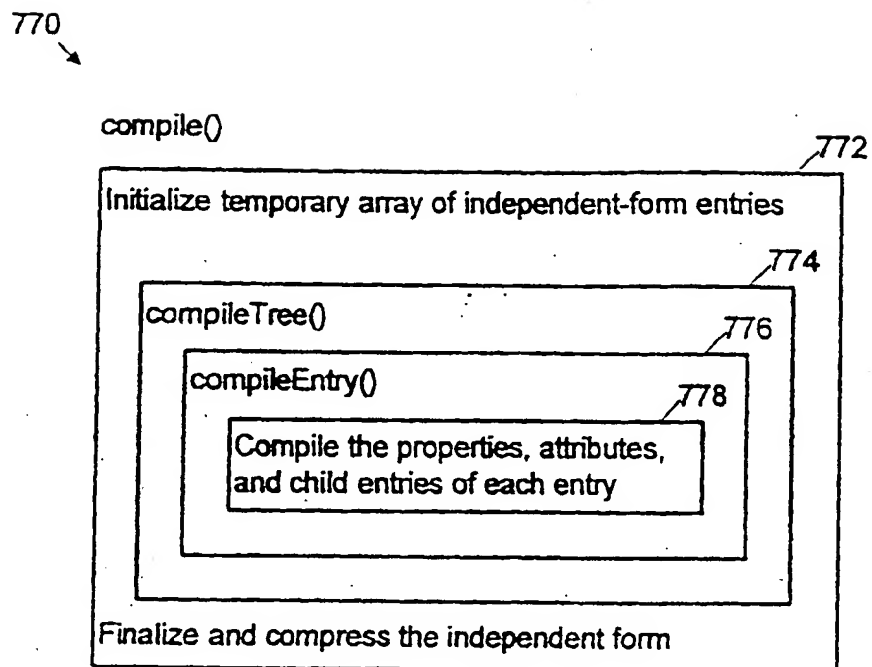 770
compile()
772
Initialize temporary array of independent-form entries
774
compileTree()
776
compileEntry()
778
Compile the properties, attributes,
and child entries of each entry
Finalize and compress the independent form